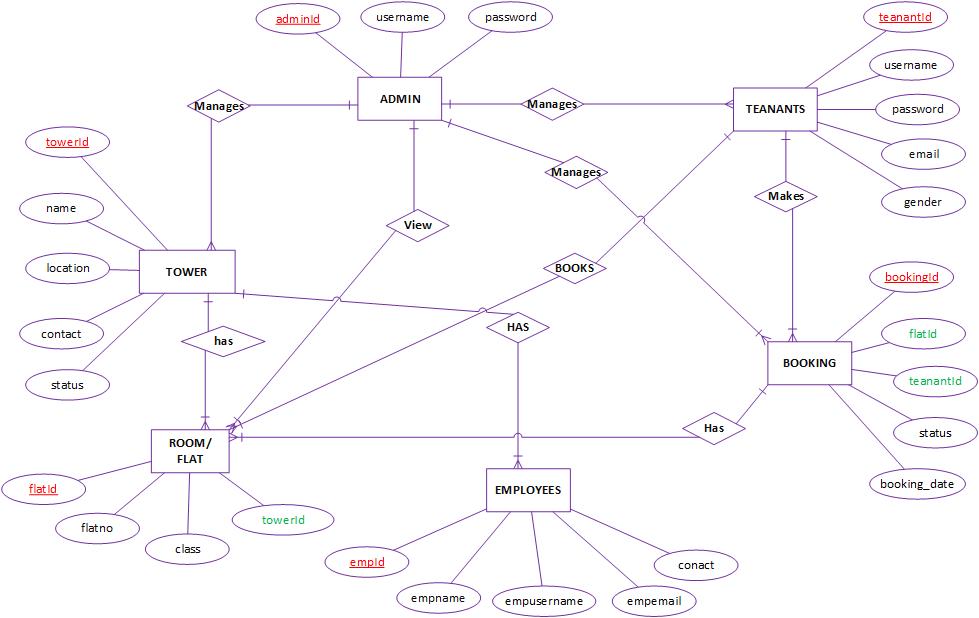 adminId
username
password
teanantId
username
password
email
gender
ADMIN
Manages
Manages
TEANANTS
towerId
name
location
contact
status
Manages
Makes
View
TOWER
BOOKS
bookingId
flatId
teanantId
status
booking_date
has
HAS
BOOKING
Has
ROOM/
FLAT
EMPLOYEES
flatId
flatno
class
towerId
empId
empname
empusername
empemail
conact